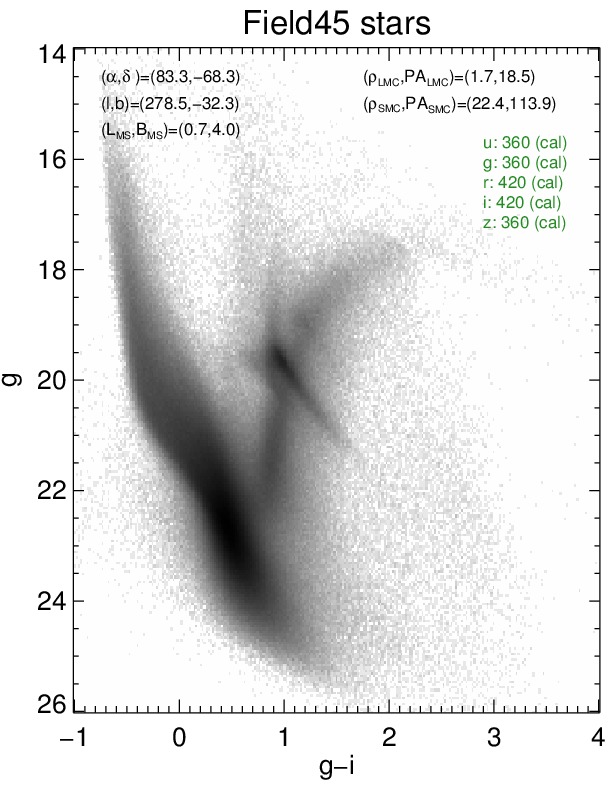 Field45 stars
(α,δ )=(83.3,−68.3)
(ρLMC,PALMC)=(1.7,18.5)
(l,b)=(278.5,−32.3)
(ρSMC,PASMC)=(22.4,113.9)
(LMS,BMS)=(0.7,4.0)
u: 360 (cal)
g: 360 (cal)
r: 420 (cal)
i: 420 (cal)
z: 360 (cal)
14
16
18
20
22
24
26
g
−1 0 1 2 3 4
g−i